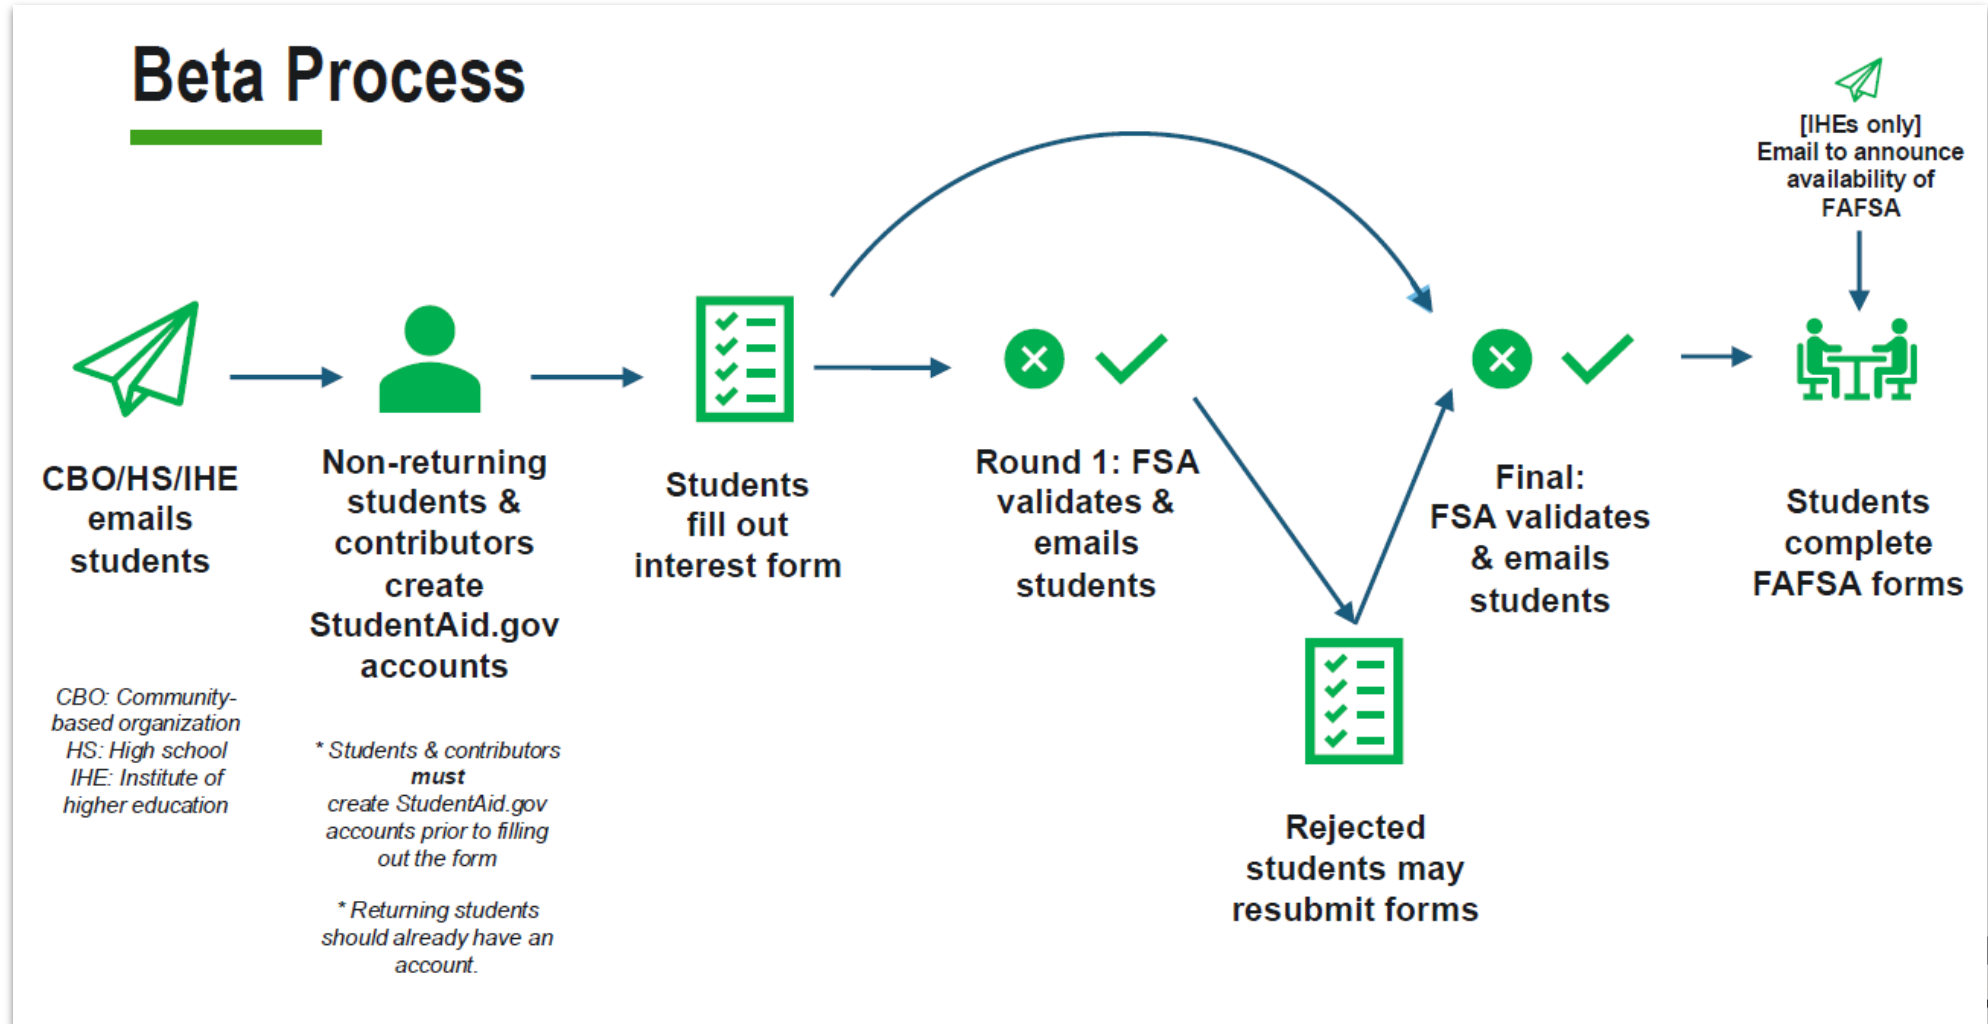 Beta Process
[IHEs only]
Email to announce
availability of
FAFSA
CBO/HS/IHE
emails
students
CBO: Community-
based organization
HS: High school
IHE: Institute of
higher education
Non-returning
students &
contributors
create
StudentAid.gov
accounts
* Students & contributors
must
create StudentAid.gov
accounts prior to filling
out the form
* Returning students
should already have an
account.
Students
fill out
interest form
Round 1: FSA
validates &
emails
students
Rejected
students may
resubmit forms
Final:
FSA validates
& emails
students
Students
complete
FAFSA forms